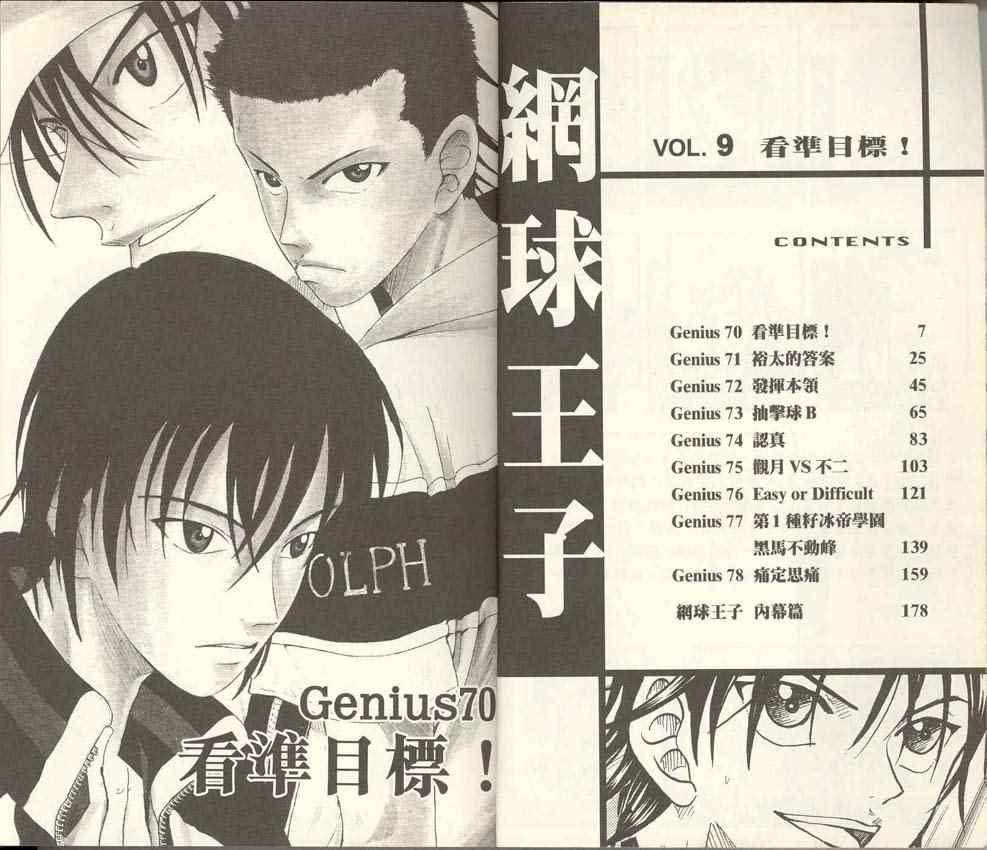 OLPH
Genius70
看準目標！
網球王子
VOL. 9 看準目標！
CONTENTS
Genius 70 看準目標！ 7
Genius 71 裕太的答案 25
Genius 72 發揮本領 45
Genius 73 抽擊球B 65
Genius 74 認真 83
Genius 75 觀月VS不二 103
Genius 76 Easy or Difficult 121
Genius 77 第1種籽冰帝學園
黑馬不動峰 139
Genius 78 痛定思痛 159
網球王子 內幕篇 178